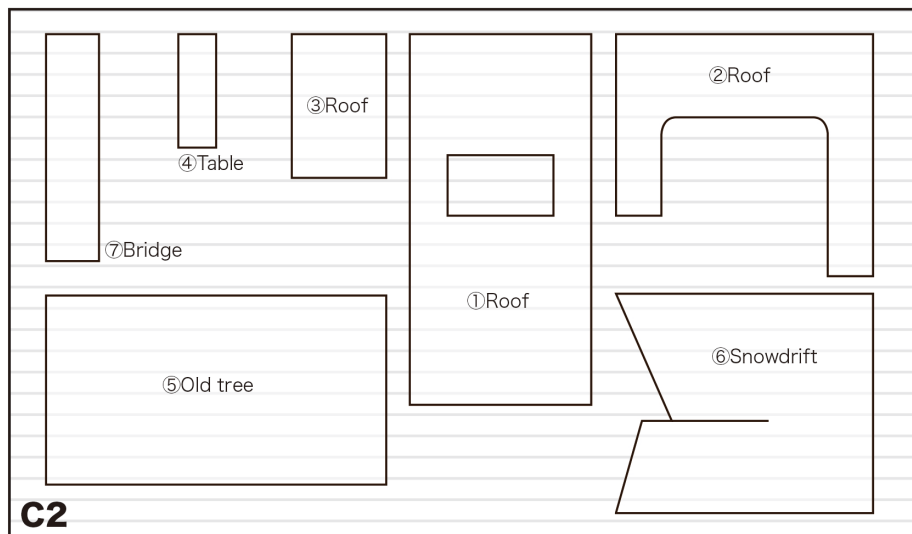 ②Roof
③Roof
④Table
⑦Bridge
①Roof
⑥Snowdrift
⑤Old tree
C2